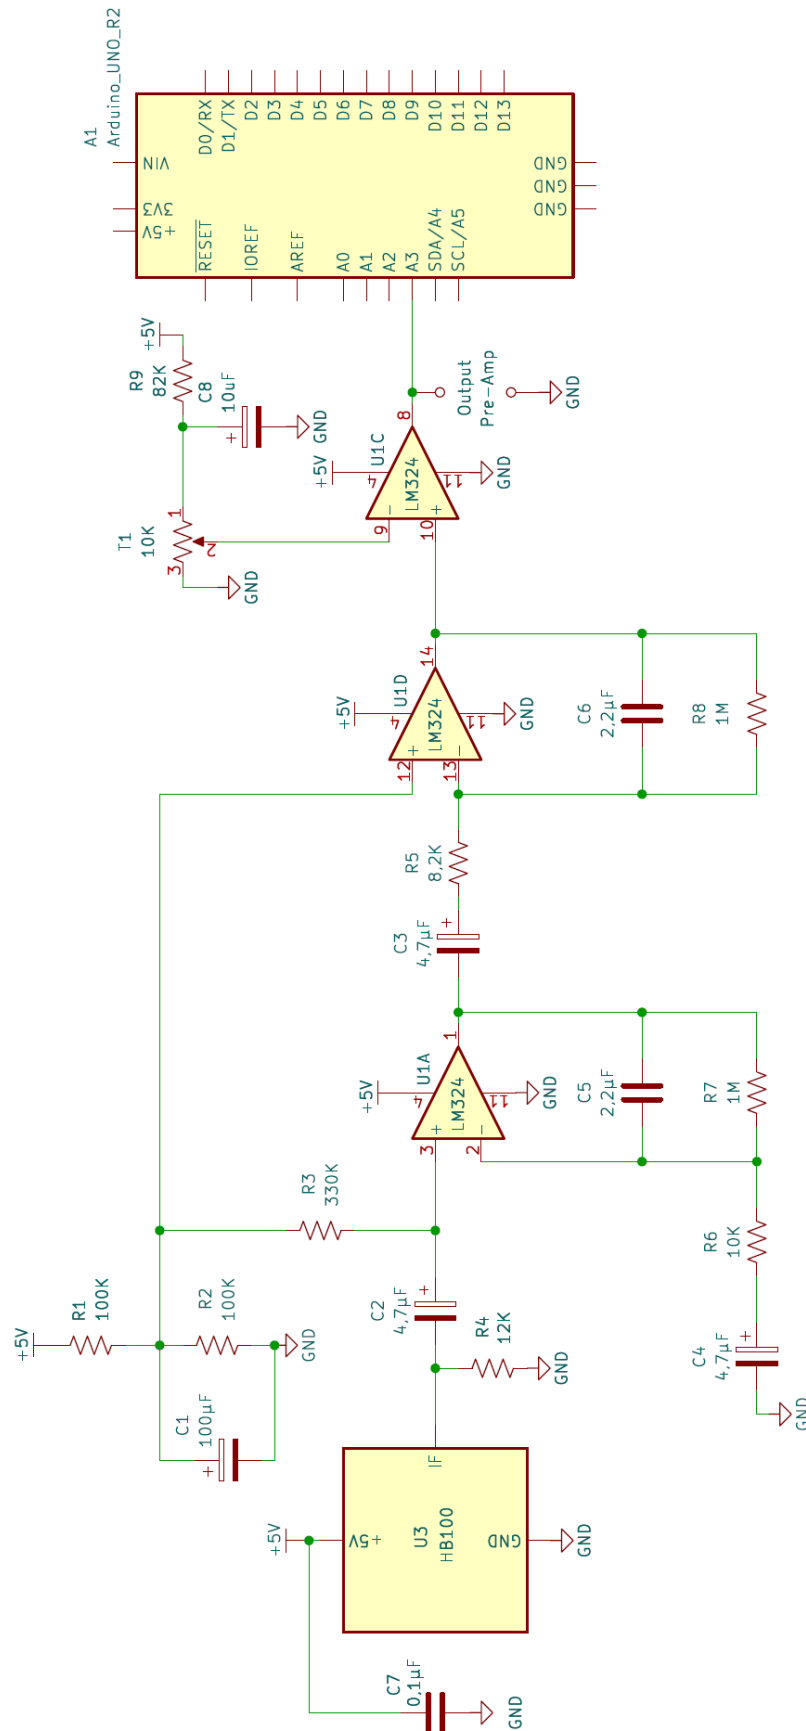 A1
Arduino_UNO_R2
VIN
3V3
+5V
D0/RX
D1/TX
D2
D3
D4
D5
D6
D7
D8
D9
D10
D11
D12
D13
GND
GND
GND
RESET
IOREF
AREF
A0
A1
A2
A3
SDA/A4
SCL/A5
+5V
R9
82K
C8
10uF
GND
T1
10K
1
2
3
GND
+5V
U1C
LM324
4
11
8
9
10
-
+
GND
Output
Pre-Amp
GND
+5V
U1D
LM324
4
11
14
12
13
+
-
GND
C6
2,2µF
R8
1M
R5
8,2K
C3
4,7µF
+
+5V
U1A
LM324
4
11
1
3
2
+
-
GND
C5
2,2µF
R7
1M
R3
330K
R6
10K
+5V
R1
100K
R2
100K
GND
C1
100µF
+
C2
4,7µF
+
R4
12K
GND
C4
4,7µF
+
GND
+5V
U3
HB100
+5V
IF
GND
GND
C7
0,1µF
GND
+